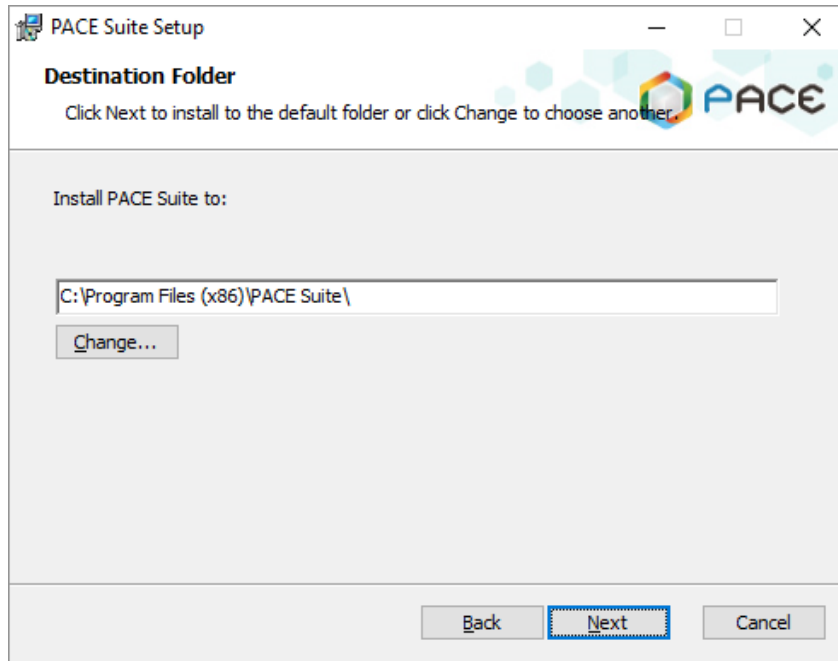 PACE Suite Setup
Destination Folder
Click Next to install to the default folder or click Change to choose another.
PACE
Install PACE Suite to:
C:\Program Files (x86)\PACE Suite\
Change...
Back
Next
Cancel